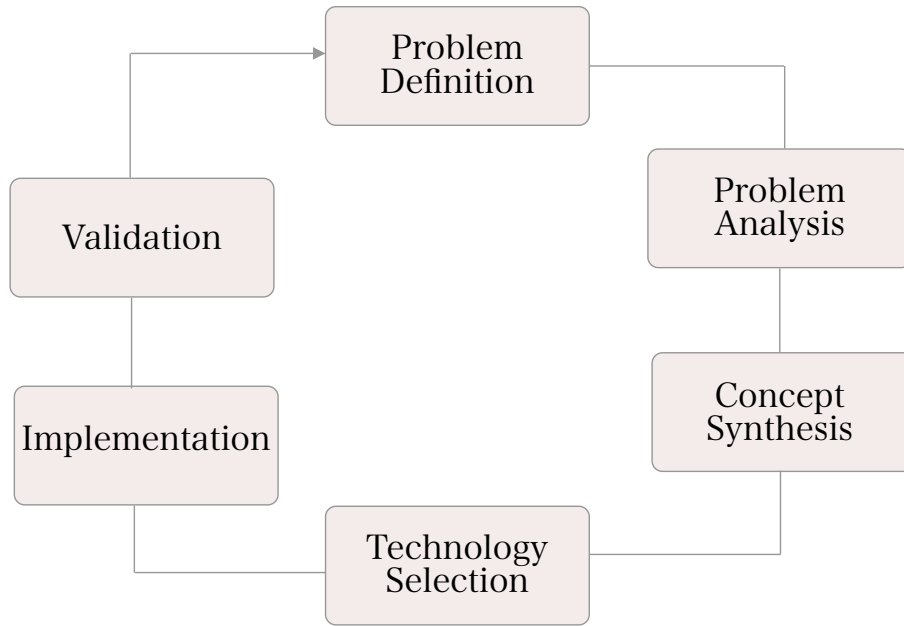 Problem
Definition
Problem
Analysis
Concept
Synthesis
Technology
Selection
Implementation
Validation